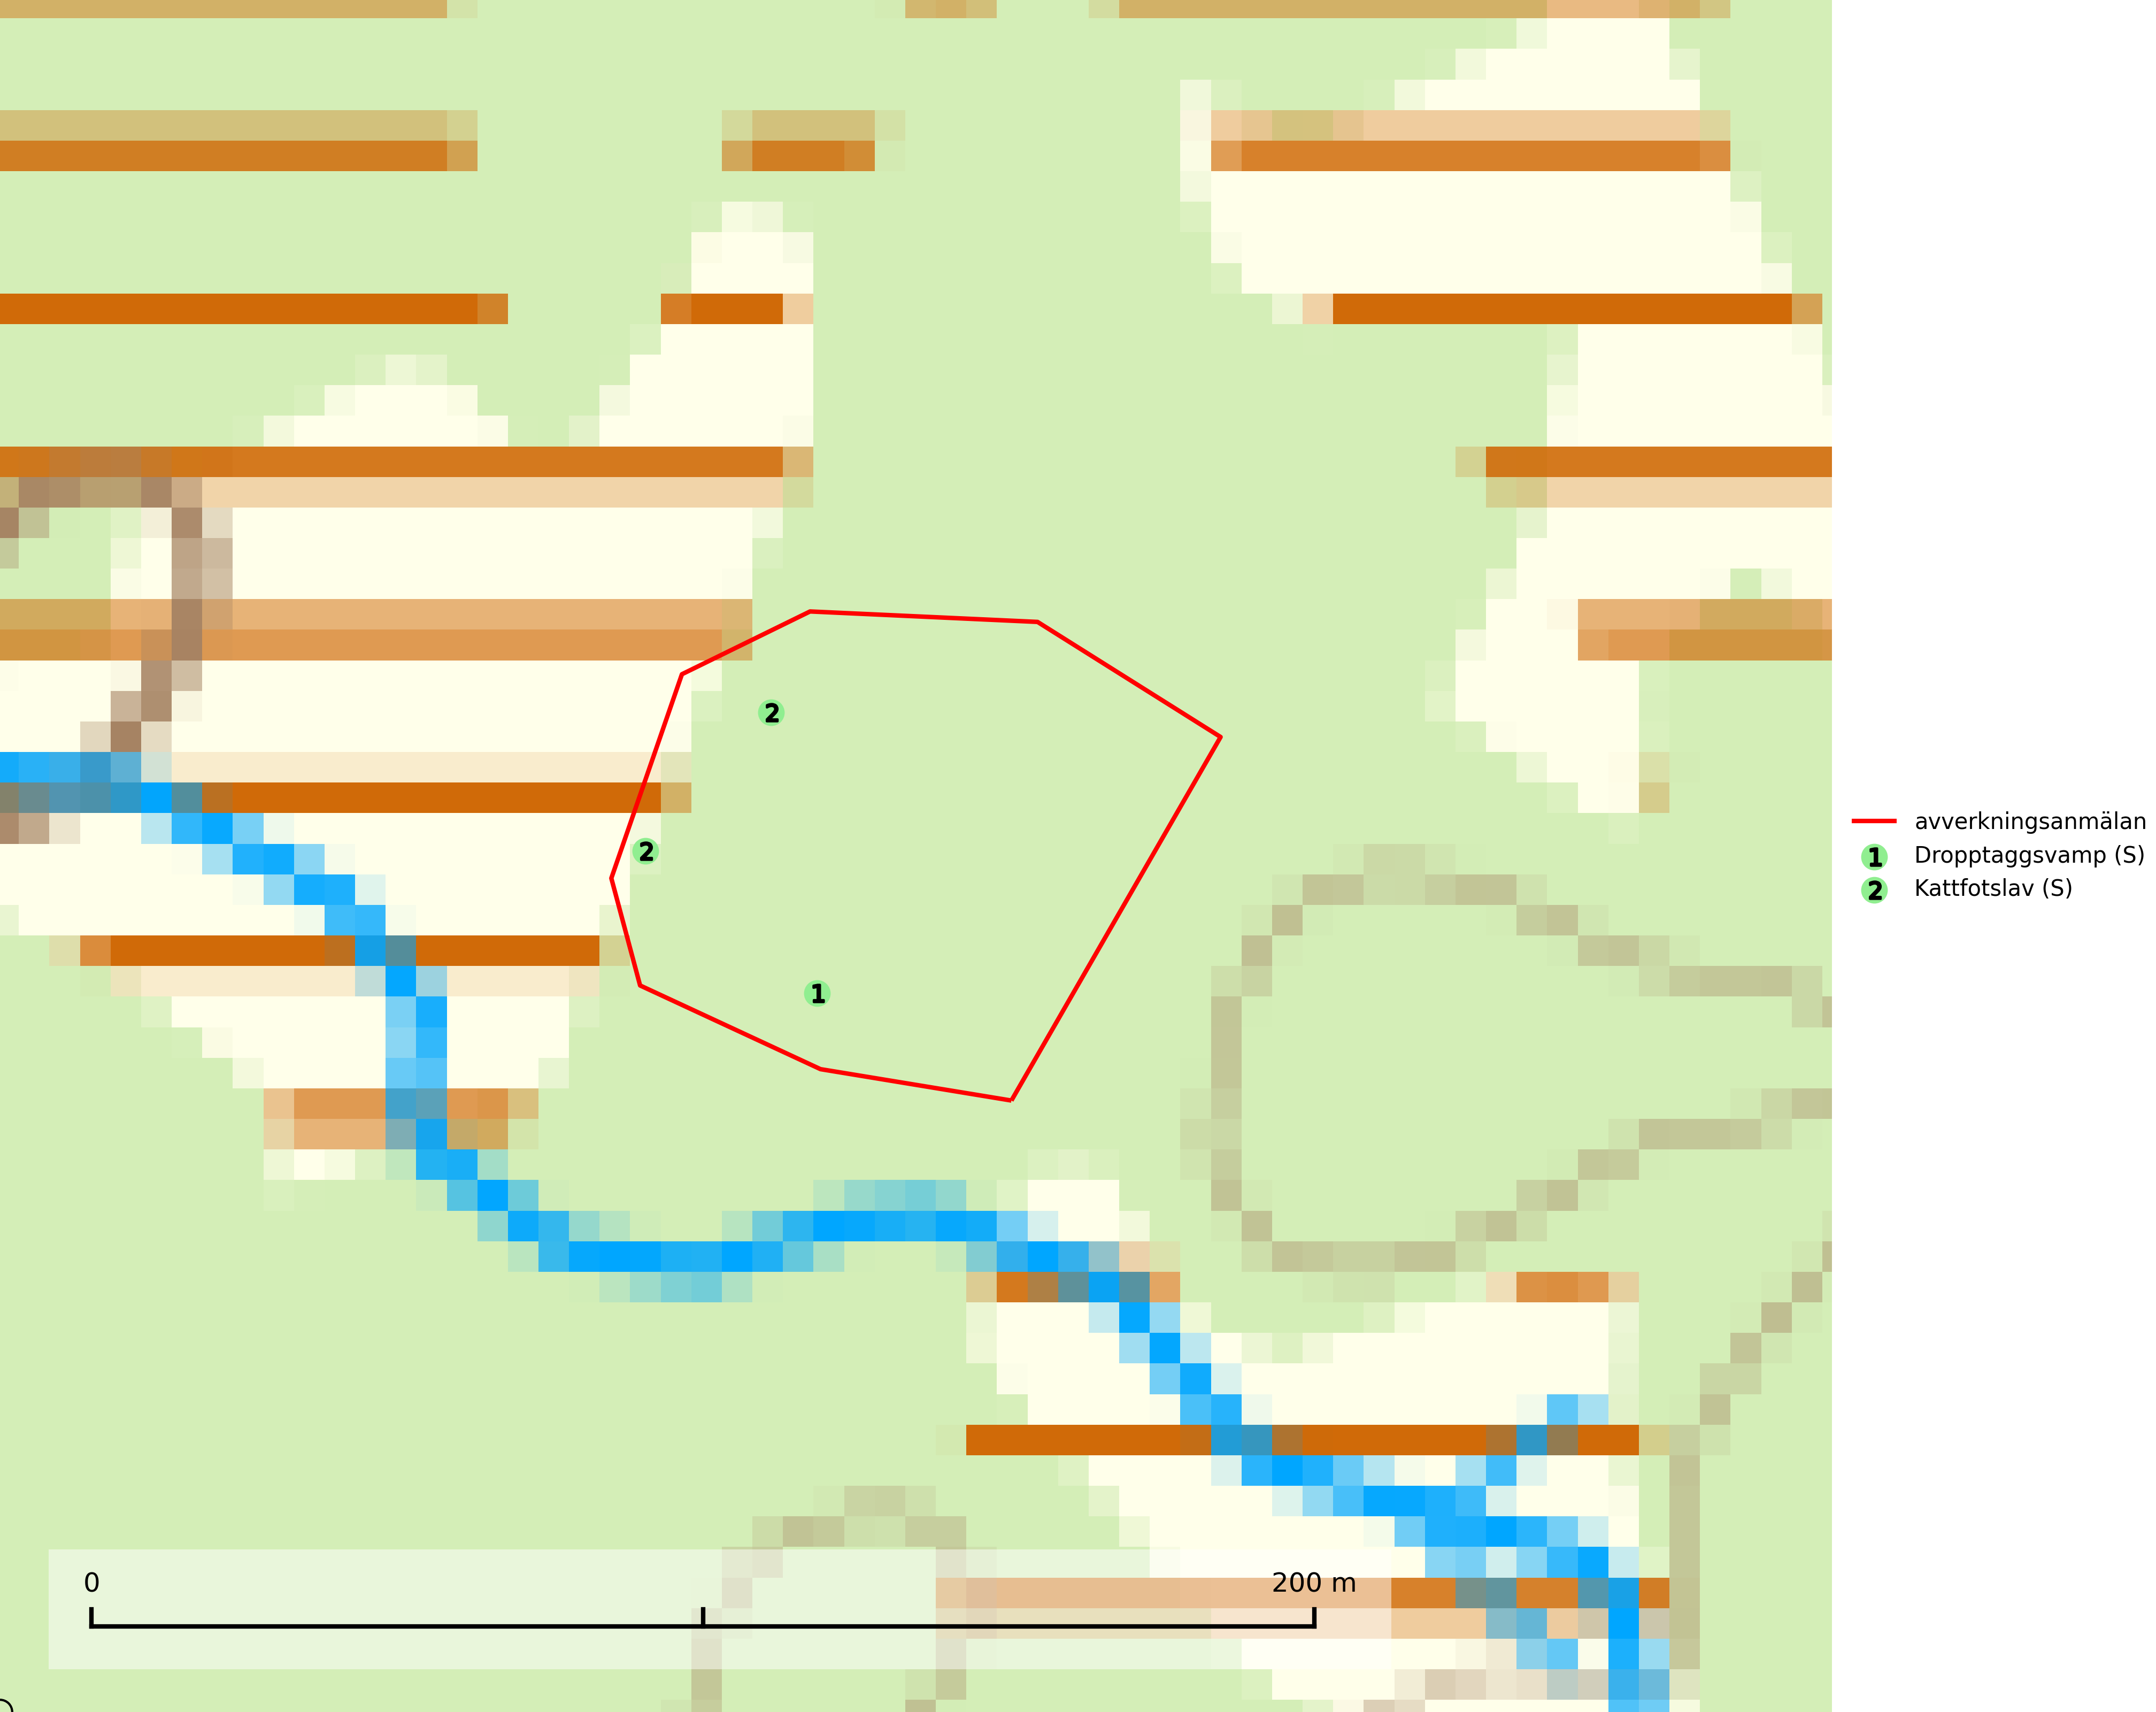 2
2
1
avverkningsanmälan
1 Dropptaggsvamp (S)
2 Kattfotslav (S)
0 200 m